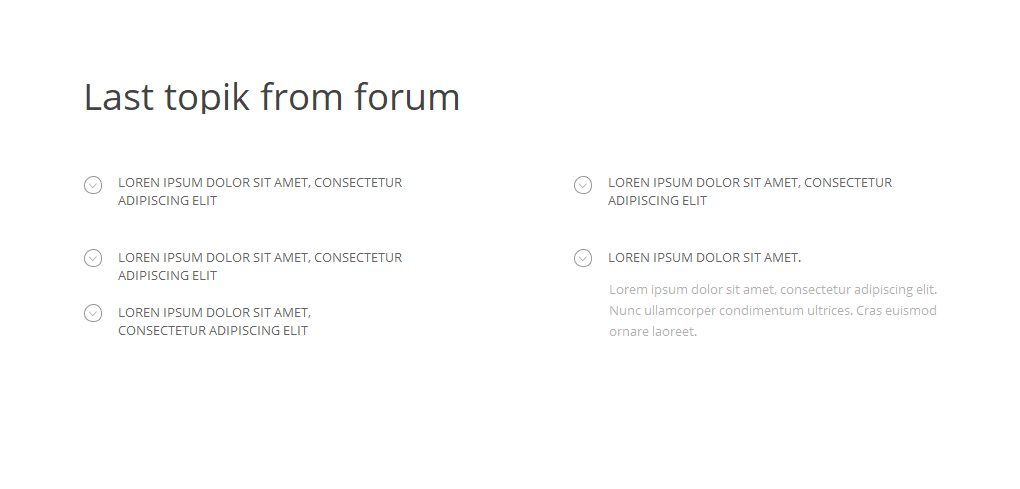 Last topik from forum
LOREN IPSUM DOLOR SIT AMET, CONSECTETUR
ADIPISCING ELIT
LOREN IPSUM DOLOR SIT AMET, CONSECTETUR
ADIPISCING ELIT
LOREN IPSUM DOLOR SIT AMET,
CONSECTETUR ADIPISCING ELIT
LOREN IPSUM DOLOR SIT AMET, CONSECTETUR
ADIPISCING ELIT
LOREN IPSUM DOLOR SIT AMET.
Lorem ipsum dolor sit amet, consectetur adipiscing elit.
Nunc ullamcorper condimentum ultrices. Cras euismod
ornare laoreet.